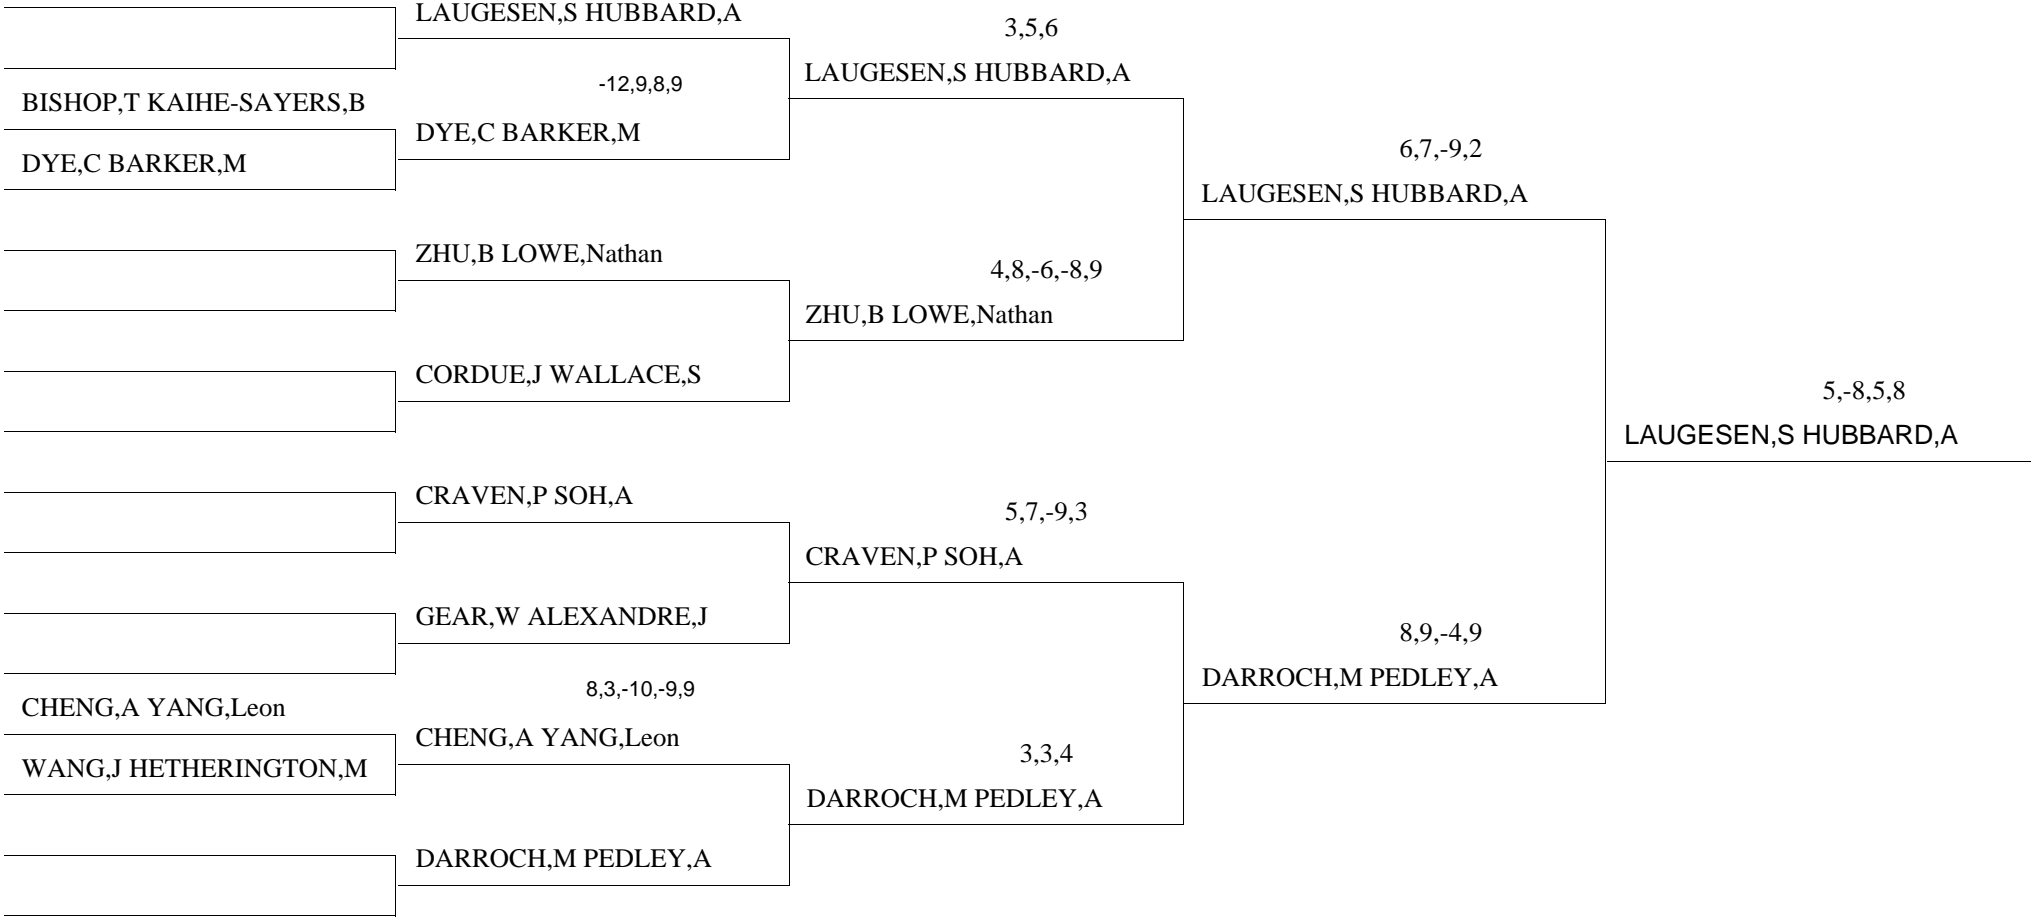 LAUGESEN,S HUBBARD,A
3,5,6
LAUGESEN,S HUBBARD,A
-12,9,8,9
BISHOP,T KAIHE-SAYERS,B
DYE,C BARKER,M
6,7,-9,2
DYE,C BARKER,M
LAUGESEN,S HUBBARD,A
ZHU,B LOWE,Nathan
4,8,-6,-8,9
ZHU,B LOWE,Nathan
CORDUE,J WALLACE,S
5,-8,5,8
LAUGESEN,S HUBBARD,A
CRAVEN,P SOH,A
5,7,-9,3
CRAVEN,P SOH,A
GEAR,W ALEXANDRE,J
8,9,-4,9
DARROCH,M PEDLEY,A
8,3,-10,-9,9
CHENG,A YANG,Leon
CHENG,A YANG,Leon
3,3,4
WANG,J HETHERINGTON,M
DARROCH,M PEDLEY,A
DARROCH,M PEDLEY,A